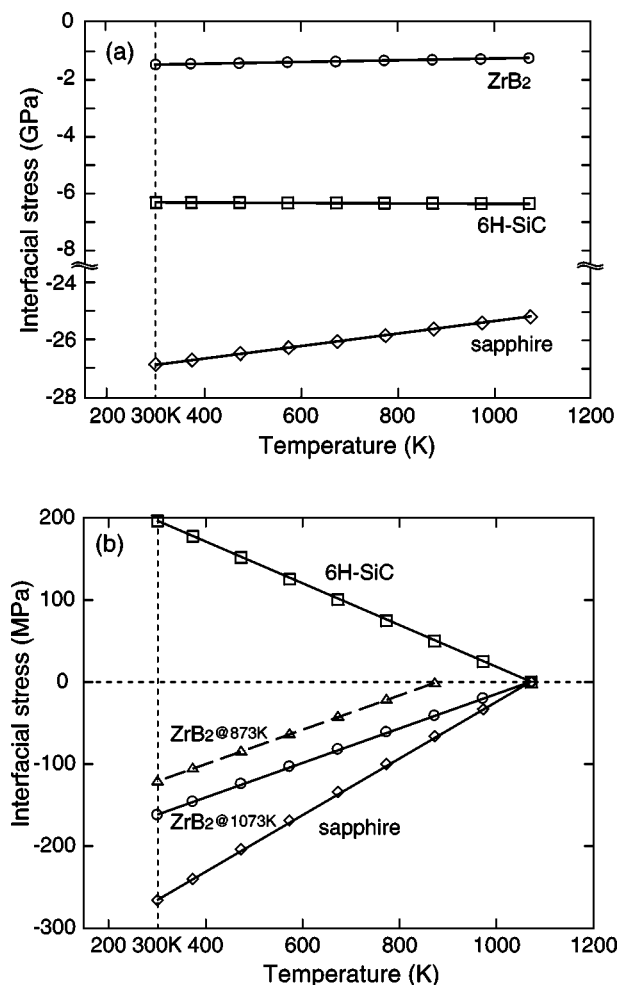 (a)
Interfacial stress (GPa)
0
-2
-4
-6
-8
-24
-26
-28
ZrB2
6H-SiC
sapphire
200 300K 400 600 800 1000 1200
Temperature (K)
(b)
Interfacial stress (MPa)
200
100
0
-100
-200
-300
6H-SiC
ZrB2@873K
ZrB2@1073K
sapphire
200 300K 400 600 800 1000 1200
Temperature (K)